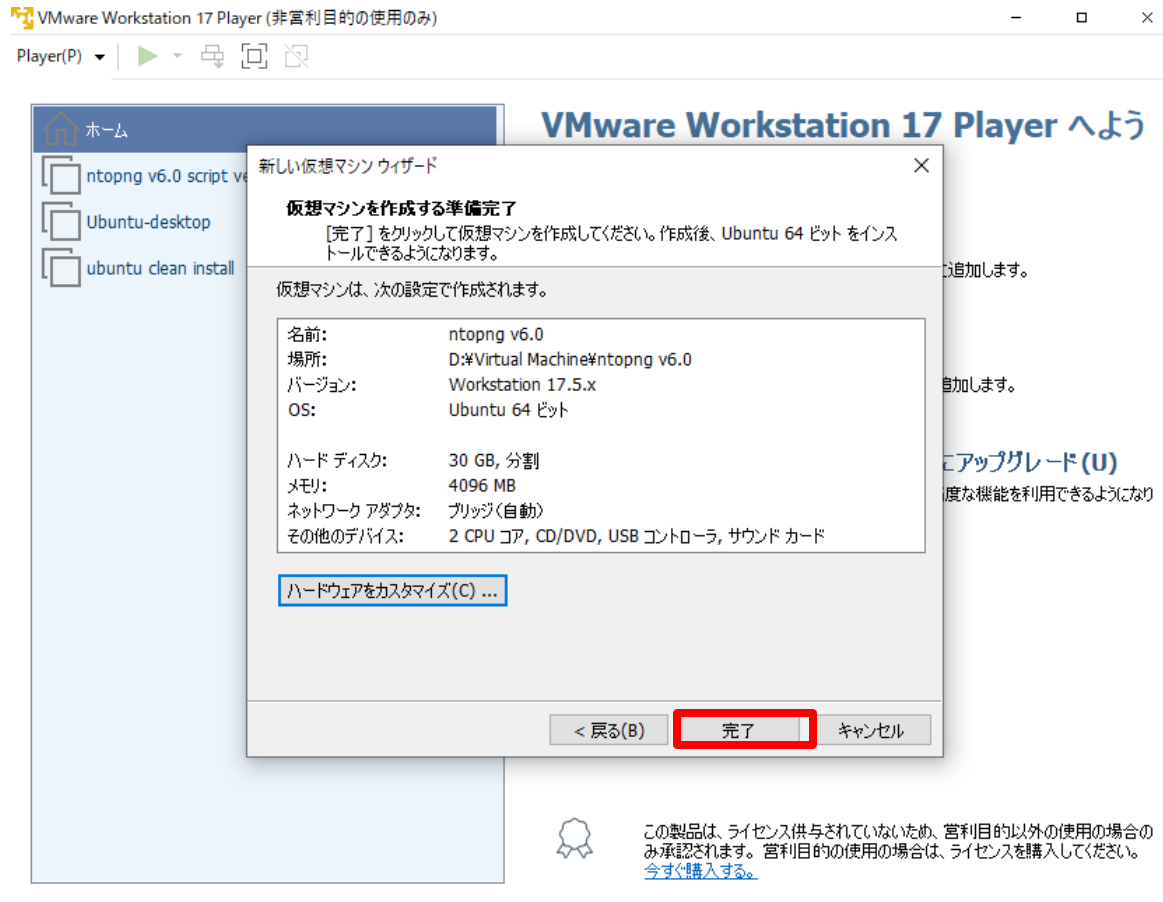 VMware Workstation 17 Player (非営利目的の使用のみ)
Player(P)
ホーム
ntopng v6.0 script ve
Ubuntu-desktop
ubuntu clean install
VMware Workstation 17 Player へよう
新しい仮想マシン ウィザード
仮想マシンを作成する準備完了
[完了] をクリックして仮想マシンを作成してください。作成後、Ubuntu 64 ビット をインス
トールできるようになります。
仮想マシンは、次の設定で作成されます。
名前: ntopng v6.0
場所: D:¥Virtual Machine¥ntopng v6.0
バージョン: Workstation 17.5.x
OS: Ubuntu 64 ビット
ハード ディスク: 30 GB, 分割
メモリ: 4096 MB
ネットワーク アダプタ: ブリッジ(自動)
その他のデバイス: 2 CPU コア, CD/DVD, USB コントローラ, サウンド カード
ハードウェアをカスタマイズ(C) ...
< 戻る(B)
完了
キャンセル
追加します。
追加します。
にアップグレード(U)
度な機能を利用できるようになり
この製品は、ライセンス供与されていないため、営利目的以外の使用の場合の
み承認されます。営利目的の使用の場合は、ライセンスを購入してください。
今すぐ購入する。